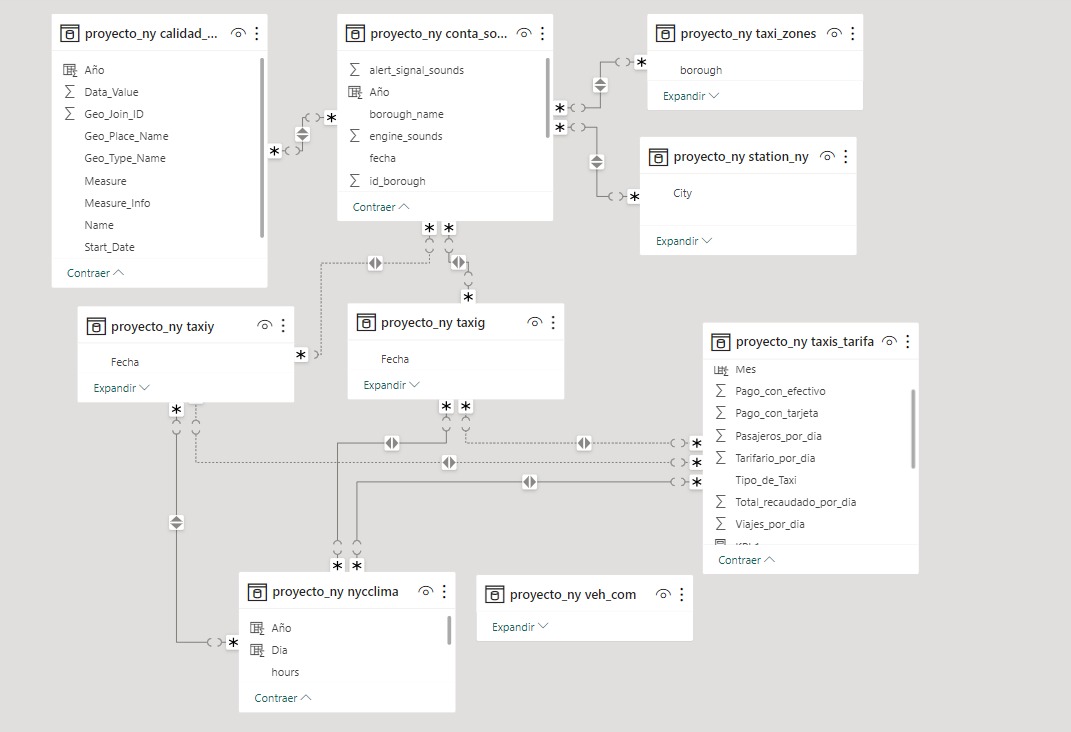 proyecto_ny calidad_...
Año
Data_Value
Geo_Join_ID
Geo_Place_Name
Geo_Type_Name
Measure
Measure_Info
Name
Start_Date
Contraer
proyecto_ny conta_so...
alert_signal_sounds
Año
borough_name
engine_sounds
fecha
id_borough
Contraer
proyecto_ny taxi_zones
borough
Expandir
proyecto_ny station_ny
City
Expandir
proyecto_ny taxiy
Fecha
Expandir
proyecto_ny taxig
Fecha
Expandir
proyecto_ny taxis_tarifa
Mes
Pago_con_efectivo
Pago_con_tarjeta
Pasajeros_por_dia
Tarifario_por_dia
Tipo_de_Taxi
Total_recaudado_por_dia
Viajes_por_dia
Contraer
proyecto_ny nycclima
Año
Dia
hours
Contraer
proyecto_ny veh_com
Expandir